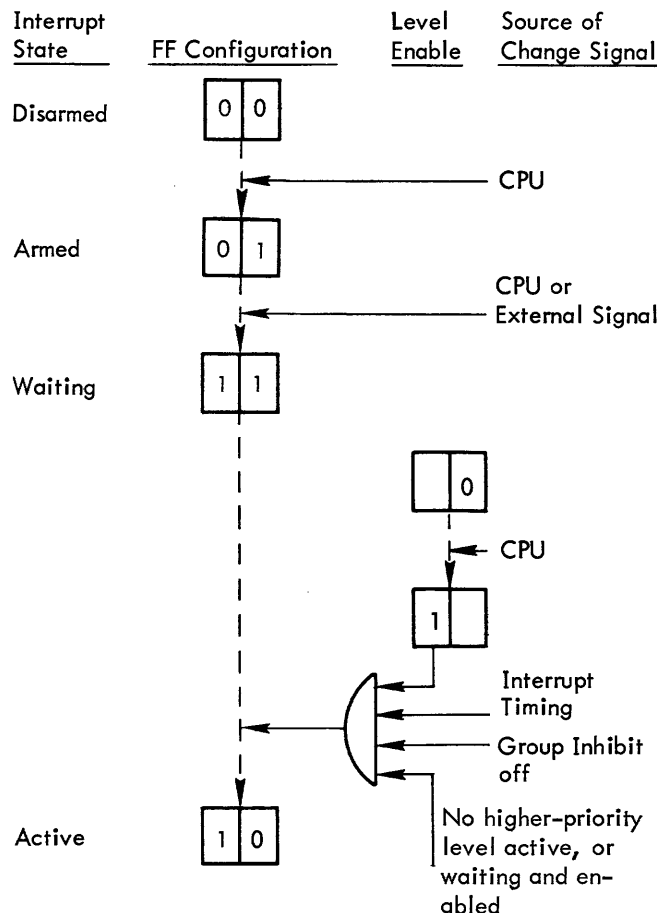 Interrupt State
FF Configuration
Level Enable
Source of Change Signal
Disarmed
0 0
CPU
Armed
0 1
CPU or
External Signal
Waiting
1 1
0
CPU
1
Interrupt
Timing
Group Inhibit
off
Active
1 0
No higher-priority
level active, or
waiting and en-
abled